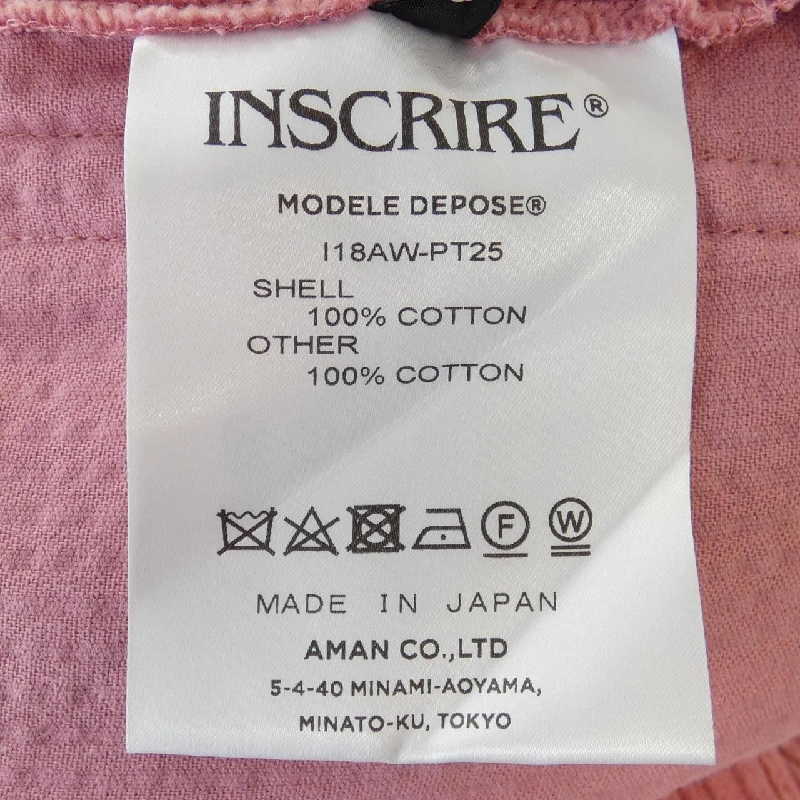 INSCRIRE®
MODELE DEPOSE®
I18AW-PT25
SHELL
100% COTTON
OTHER
100% COTTON
F W
MADE IN JAPAN
AMAN CO.,LTD
5-4-40 MINAMI-AOYAMA,
MINATO-KU, TOKYO